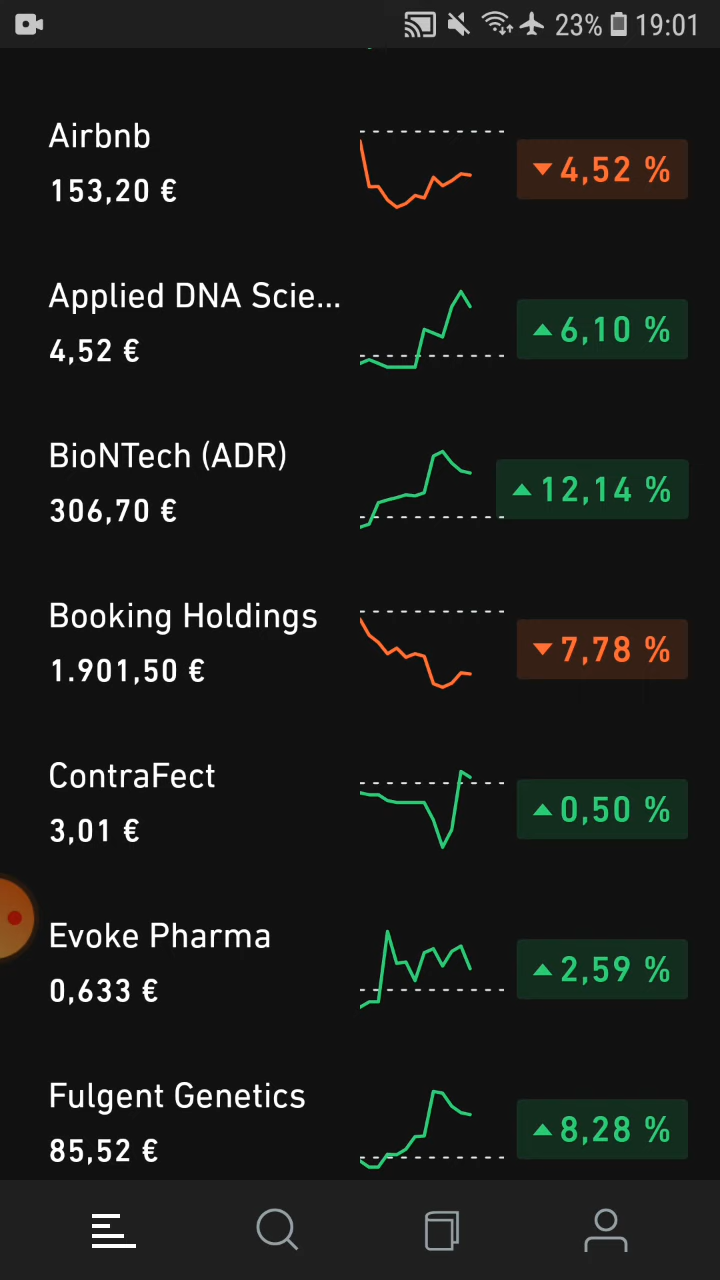 23% 19:01
Airbnb
153,20 €
4,52 %
Applied DNA Scie...
4,52 €
6,10 %
BioNTech (ADR)
306,70 €
12,14 %
Booking Holdings
1.901,50 €
7,78 %
ContraFect
3,01 €
0,50 %
Evoke Pharma
0,633 €
2,59 %
Fulgent Genetics
85,52 €
8,28 %